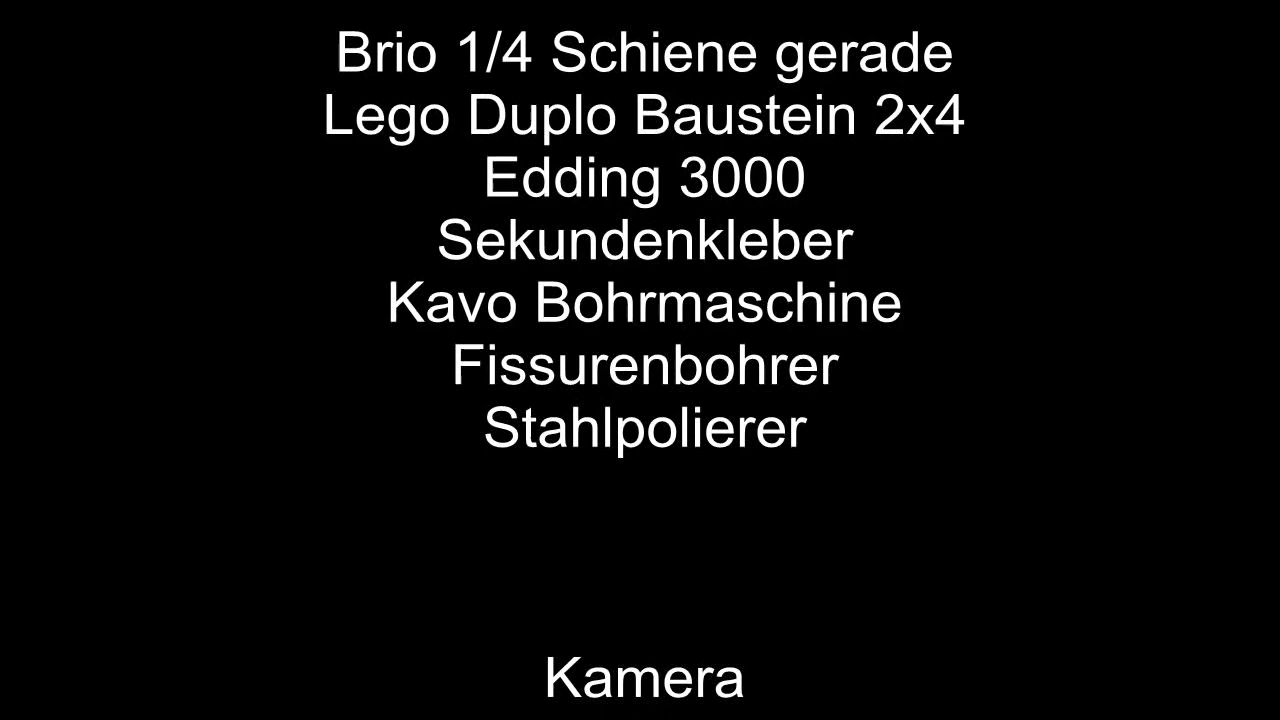 Brio 1/4 Schiene gerade
Lego Duplo Baustein 2x4
Edding 3000
Sekundenkleber
Kavo Bohrmaschine
Fissurenbohrer
Stahlpolierer
Kamera